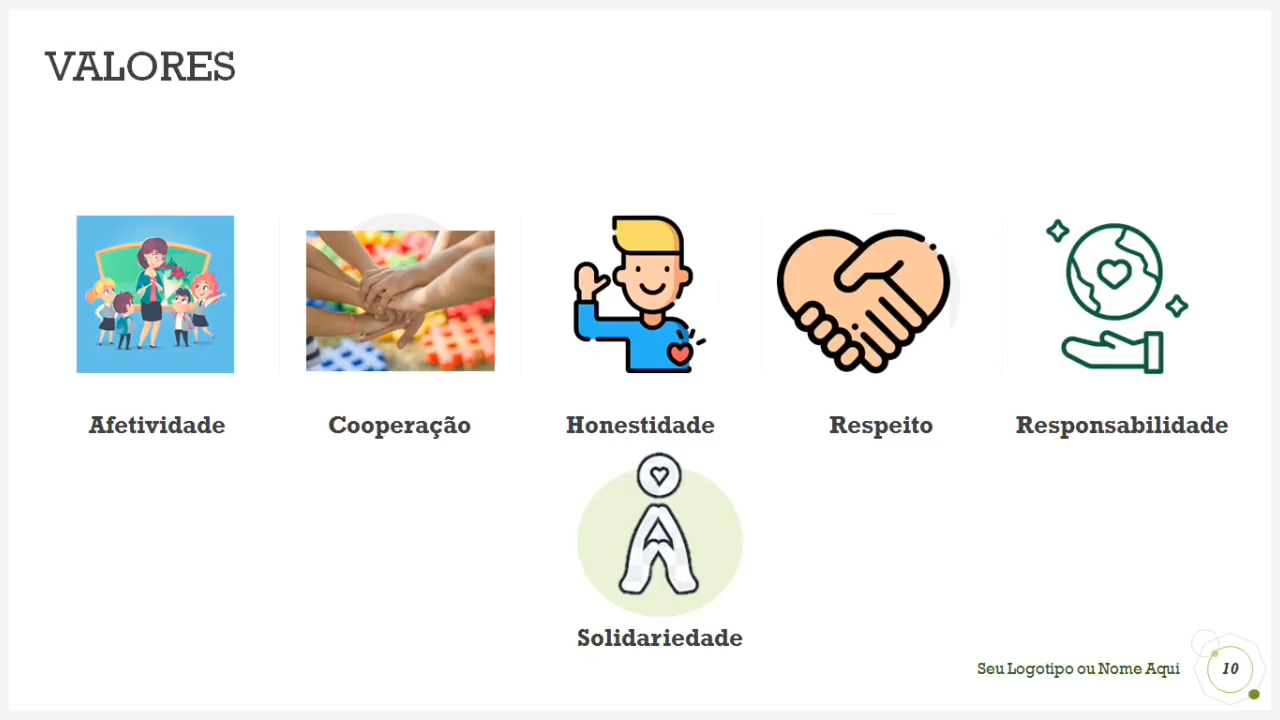 VALORES
Afetividade
Cooperação
Honestidade
Respeito
Responsabilidade
Solidariedade
Seu Logotipo ou Nome Aqui
10